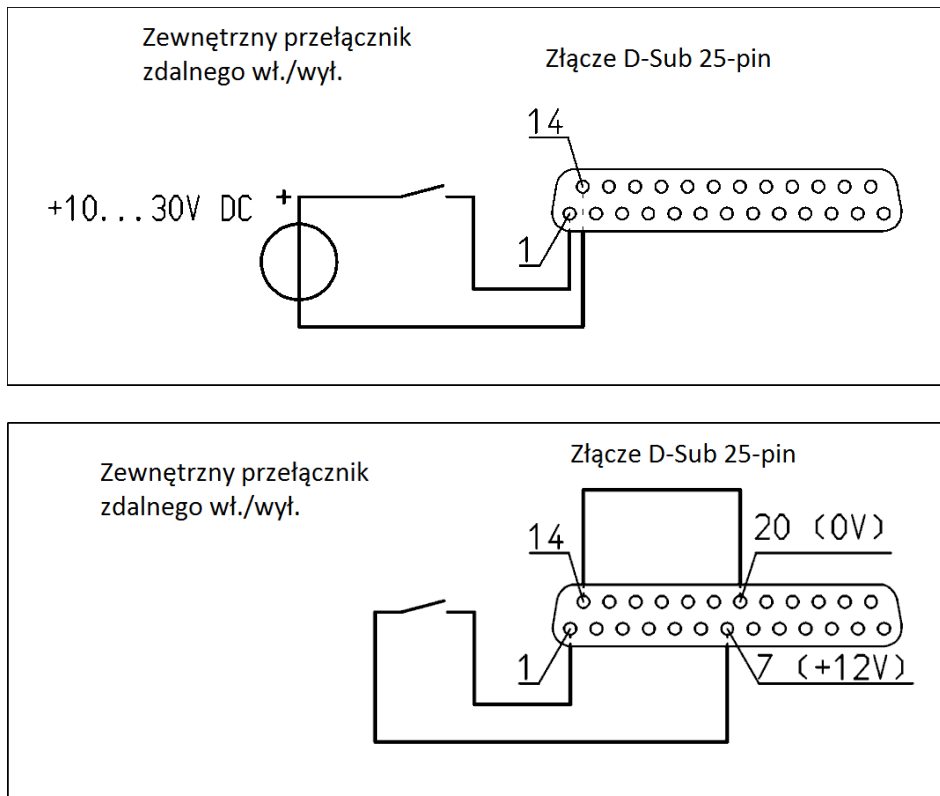 Zewnętrzny przełącznik
zdalnego wł./wył.
Złącze D-Sub 25-pin
14
+10...30V DC
+
1
Zewnętrzny przełącznik
zdalnego wł./wył.
Złącze D-Sub 25-pin
14
20 (0V)
1
7 (+12V)